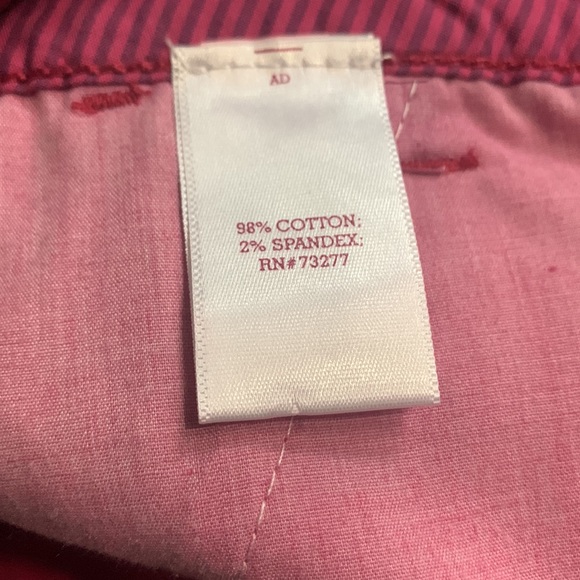 AD
98% COTTON;
2% SPANDEX;
RN#73277